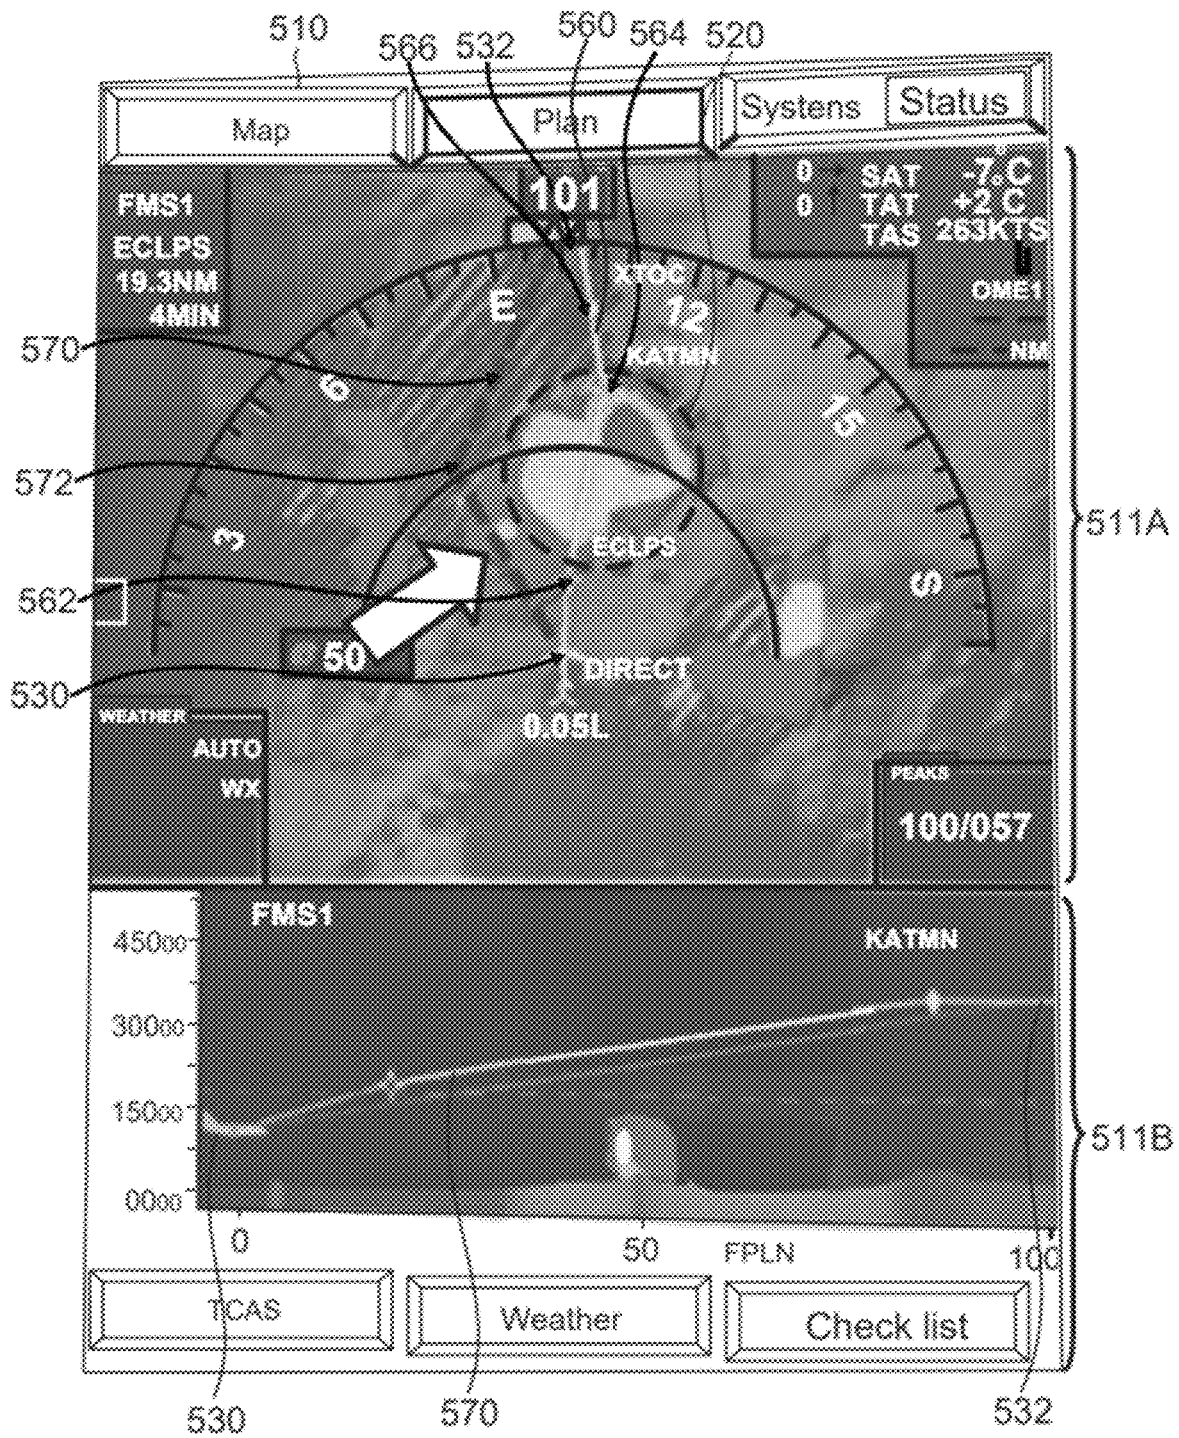 510
566
532
560
564
520
Map
Plan
Systens
Status
FMS1
ECLPS
19.3NM
4MIN
101
0 SAT -7°C
0 TAT +2 C
TAS 263KTS
OME1
NM
E
XTOC
12
KATMN
570
6
15
572
511A
3
ECLPS
S
562
50
DIRECT
530
0.05L
WEATHER
AUTO
WX
PEAKS
100/057
FMS1
KATMN
45000
30000
15000
0000
511B
0
50
FPLN
100
TCAS
Weather
Check list
530
570
532